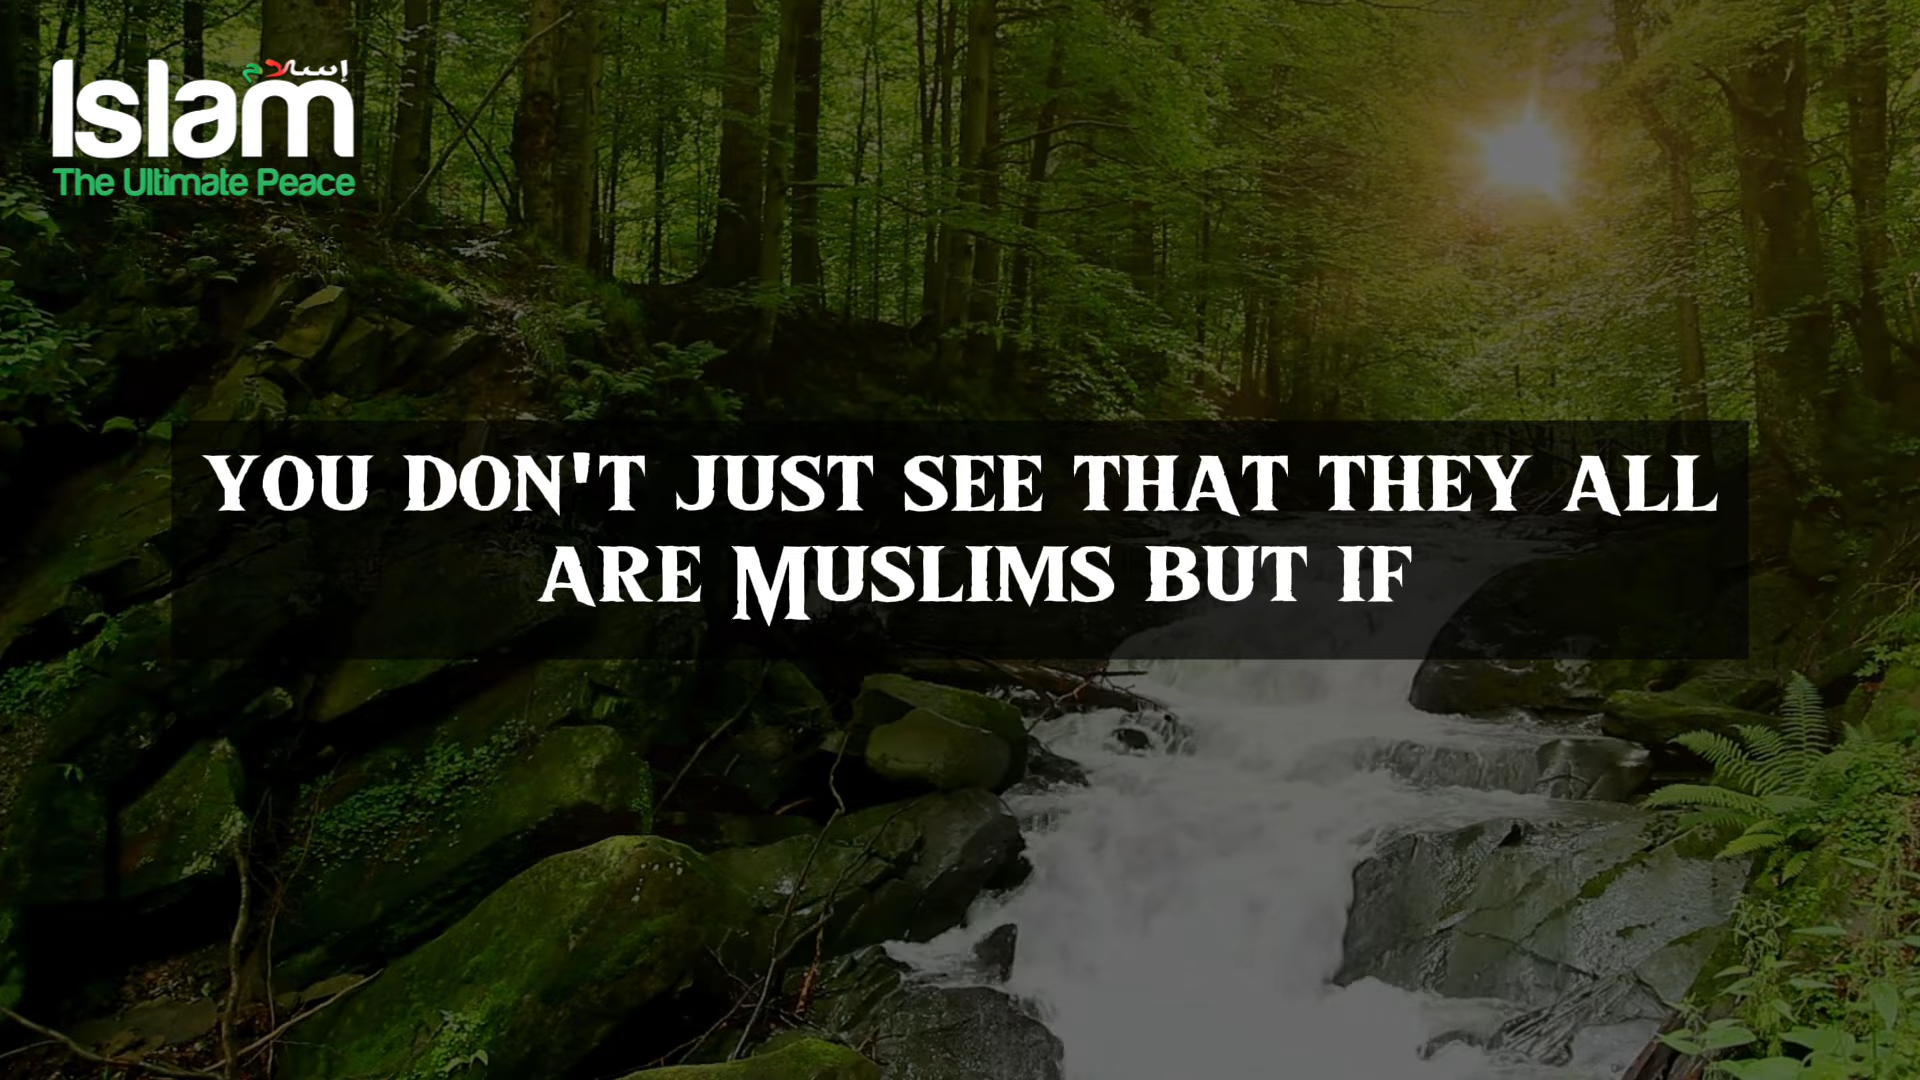 إسلام
Islam
The Ultimate Peace
YOU DON'T JUST SEE THAT THEY ALL
ARE MUSLIMS BUT IF